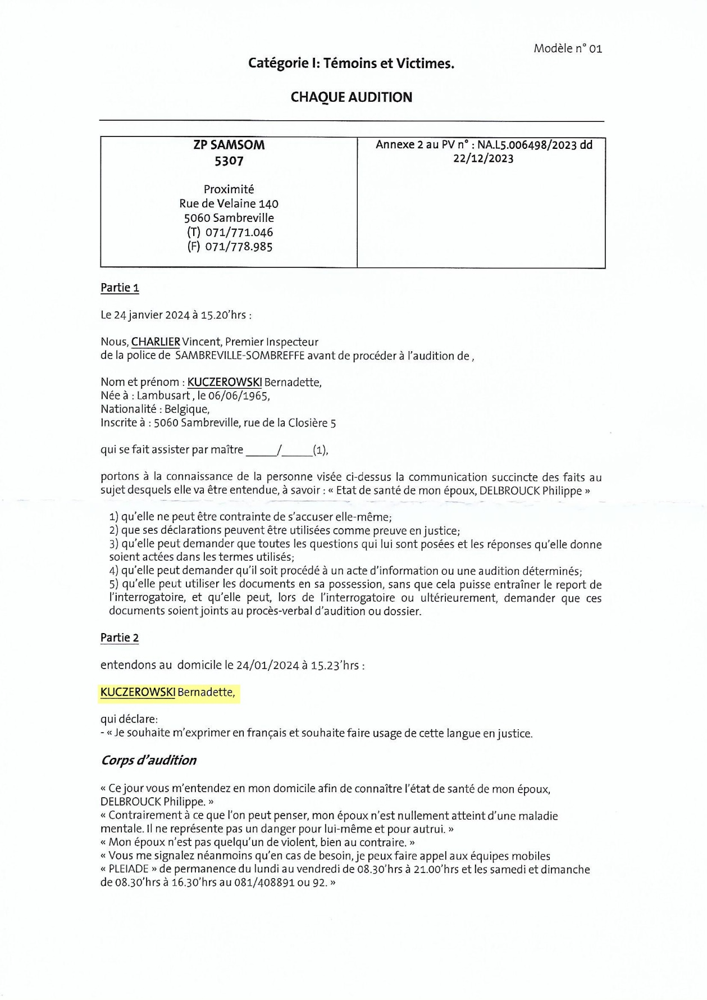 Modèle n° 01
Catégorie I: Témoins et Victimes.
CHAQUE AUDITION
ZP SAMSOM
5307
Proximité
Rue de Velaine 140
5060 Sambreville
(T) 071/771.046
(F) 071/778.985
Annexe 2 au PV n° : NA.L5.006498/2023 dd
22/12/2023
Partie 1
Le 24 janvier 2024 à 15.20'hrs :
Nous, CHARLIER Vincent, Premier Inspecteur
de la police de SAMBREVILLE-SOMBREFFE avant de procéder à l'audition de ,
Nom et prénom : KUCZEROWSKI Bernadette,
Née à : Lambusart , le 06/06/1965,
Nationalité : Belgique,
Inscrite à : 5060 Sambreville, rue de la Closière 5
qui se fait assister par maître _____/_____(1),
portons à la connaissance de la personne visée ci-dessus la communication succincte des faits au
sujet desquels elle va être entendue, à savoir : « Etat de santé de mon époux, DELBROUCK Philippe »
1) qu'elle ne peut être contrainte de s'accuser elle-même;
2) que ses déclarations peuvent être utilisées comme preuve en justice;
3) qu'elle peut demander que toutes les questions qui lui sont posées et les réponses qu'elle donne
soient actées dans les termes utilisés;
4) qu'elle peut demander qu'il soit procédé à un acte d'information ou une audition déterminés;
5) qu'elle peut utiliser les documents en sa possession, sans que cela puisse entraîner le report de
l'interrogatoire, et qu'elle peut, lors de l'interrogatoire ou ultérieurement, demander que ces
documents soient joints au procès-verbal d'audition ou dossier.
Partie 2
entendons au domicile le 24/01/2024 à 15.23'hrs :
KUCZEROWSKI Bernadette,
qui déclare:
- « Je souhaite m'exprimer en français et souhaite faire usage de cette langue en justice.
Corps d'audition
« Ce jour vous m'entendez en mon domicile afin de connaître l'état de santé de mon époux,
DELBROUCK Philippe. »
« Contrairement à ce que l'on peut penser, mon époux n'est nullement atteint d'une maladie
mentale. Il ne représente pas un danger pour lui-même et pour autrui. »
« Mon époux n'est pas quelqu'un de violent, bien au contraire. »
« Vous me signalez néanmoins qu'en cas de besoin, je peux faire appel aux équipes mobiles
« PLEIADE » de permanence du lundi au vendredi de 08.30'hrs à 21.00'hrs et les samedi et dimanche
de 08.30'hrs à 16.30'hrs au 081/408891 ou 92. »